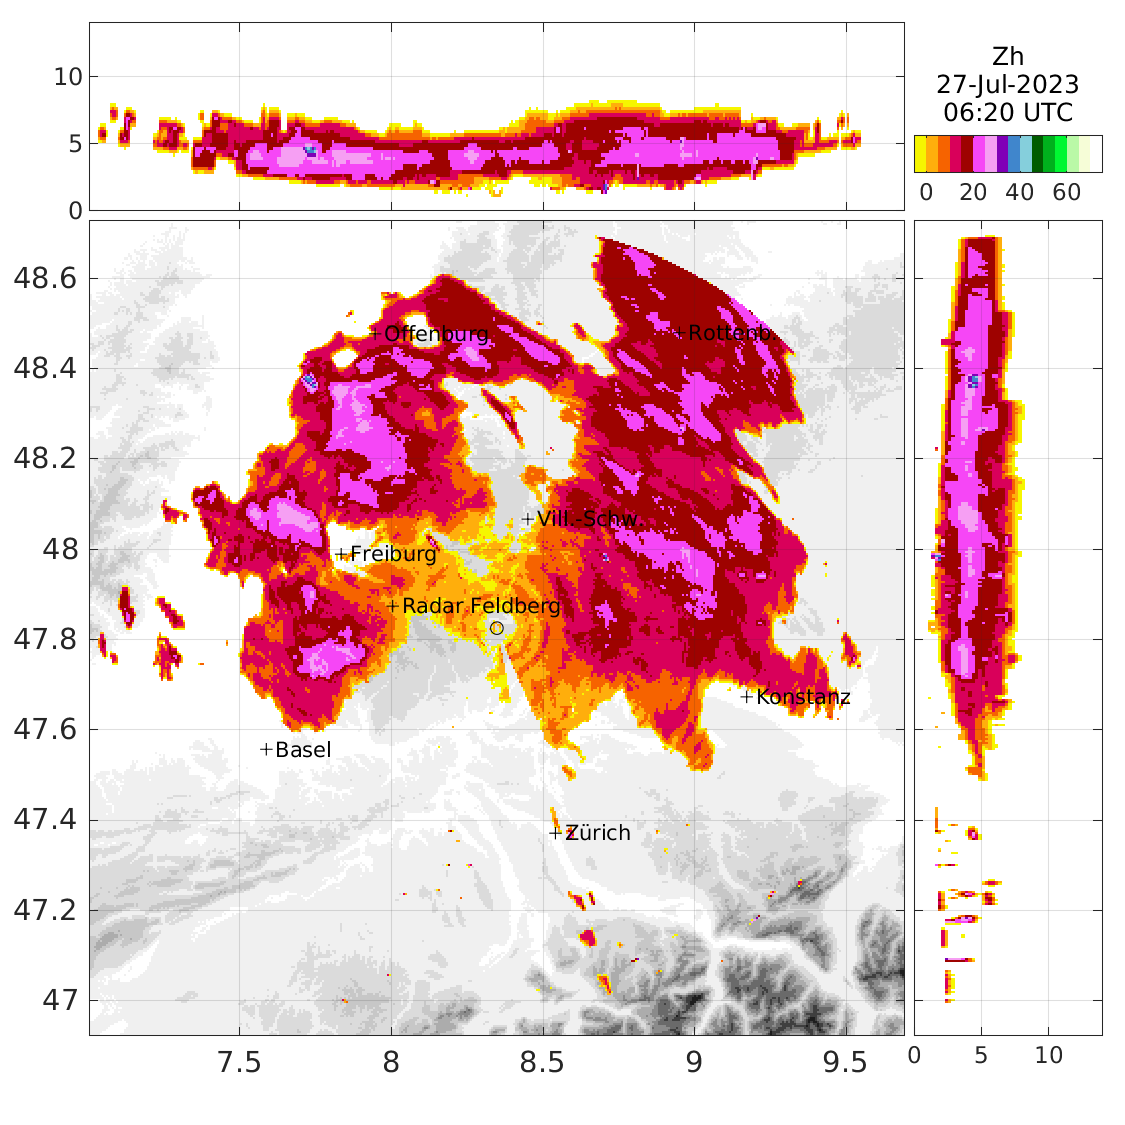 10
5
0
Zh
27-Jul-2023
06:20 UTC
0 20 40 60
48.6
48.4
48.2
48
47.8
47.6
47.4
47.2
47
+Offenburg
+Rottenb.
+Vill.-Schw.
+Freiburg
+Radar Feldberg
+Konstanz
+Basel
+Zürich
7.5 8 8.5 9 9.5
0 5 10